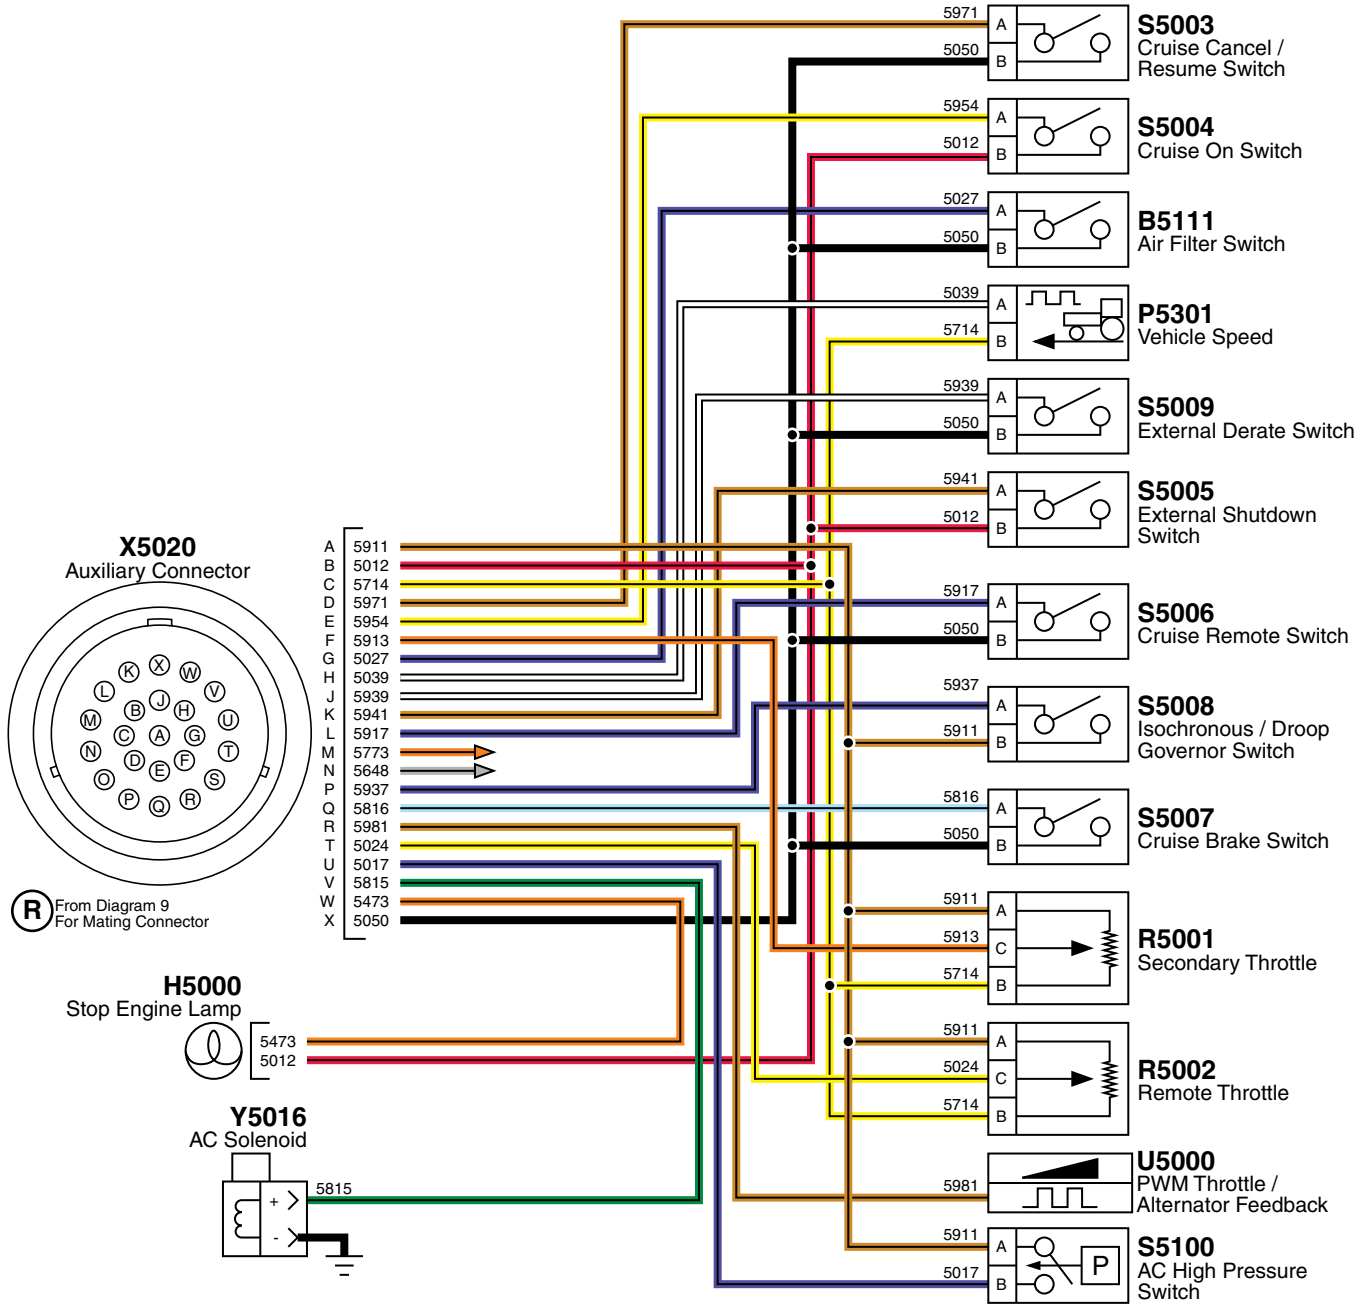 5971
A
5050
B
S5003
Cruise Cancel /
Resume Switch
5954
A
5012
B
S5004
Cruise On Switch
5027
A
5050
B
B5111
Air Filter Switch
5039
A
5714
B
P5301
Vehicle Speed
5939
A
5050
B
S5009
External Derate Switch
5941
A
5012
B
S5005
External Shutdown
Switch
5917
A
5050
B
S5006
Cruise Remote Switch
5937
A
5911
B
S5008
Isochronous / Droop
Governor Switch
5816
A
5050
B
S5007
Cruise Brake Switch
5911
A
5913
C
5714
B
R5001
Secondary Throttle
5911
A
5024
C
5714
B
R5002
Remote Throttle
5981
U5000
PWM Throttle /
Alternator Feedback
5911
A
5017
B
P
S5100
AC High Pressure
Switch
X5020
Auxiliary Connector
A 5911
B 5012
C 5714
D 5971
E 5954
F 5913
G 5027
H 5039
J 5939
K 5941
L 5917
M 5773
N 5648
P 5937
Q 5816
R 5981
T 5024
U 5017
V 5815
W 5473
X 5050
K X W
L V
J
B H
M U
C A G
N T
D F
E
O S
P Q R
R
From Diagram 9
For Mating Connector
H5000
Stop Engine Lamp
5473
5012
Y5016
AC Solenoid
5815
+
-